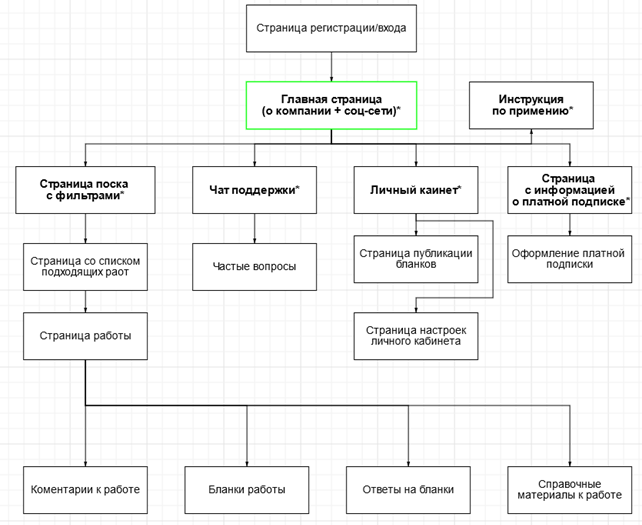 Страница регистрации/входа
Главная страница
(о компании + соц-сети)*
Инструкция
по примению*
Страница поска
с фильтрами*
Чат поддержки*
Личный каинет*
Страница
с информацией
о платной подписке*
Страница со списком
подходящих раот
Частые вопросы
Страница публикации
бланков
Оформление платной
подписки
Страница работы
Страница настроек
личного кабинета
Коментарии к работе
Бланки работы
Ответы на бланки
Справочные
материалы к работе